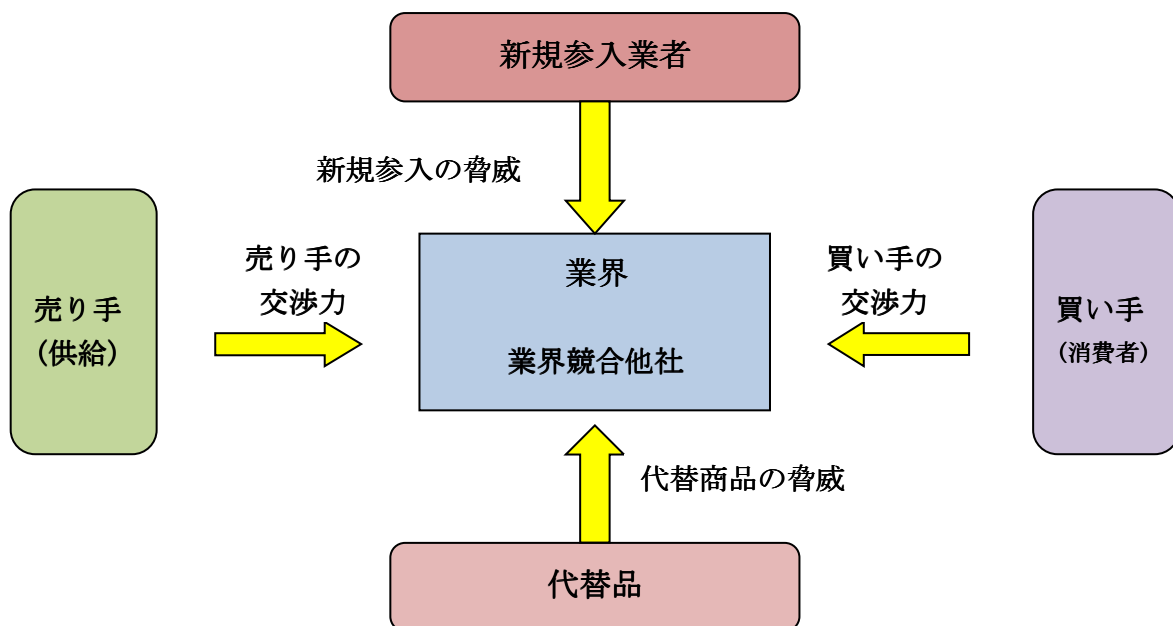 新規参入業者
新規参入の脅威
売り手の
交渉力
買い手の
交渉力
売り手
(供給)
業界
業界競合他社
買い手
(消費者)
代替商品の脅威
代替品